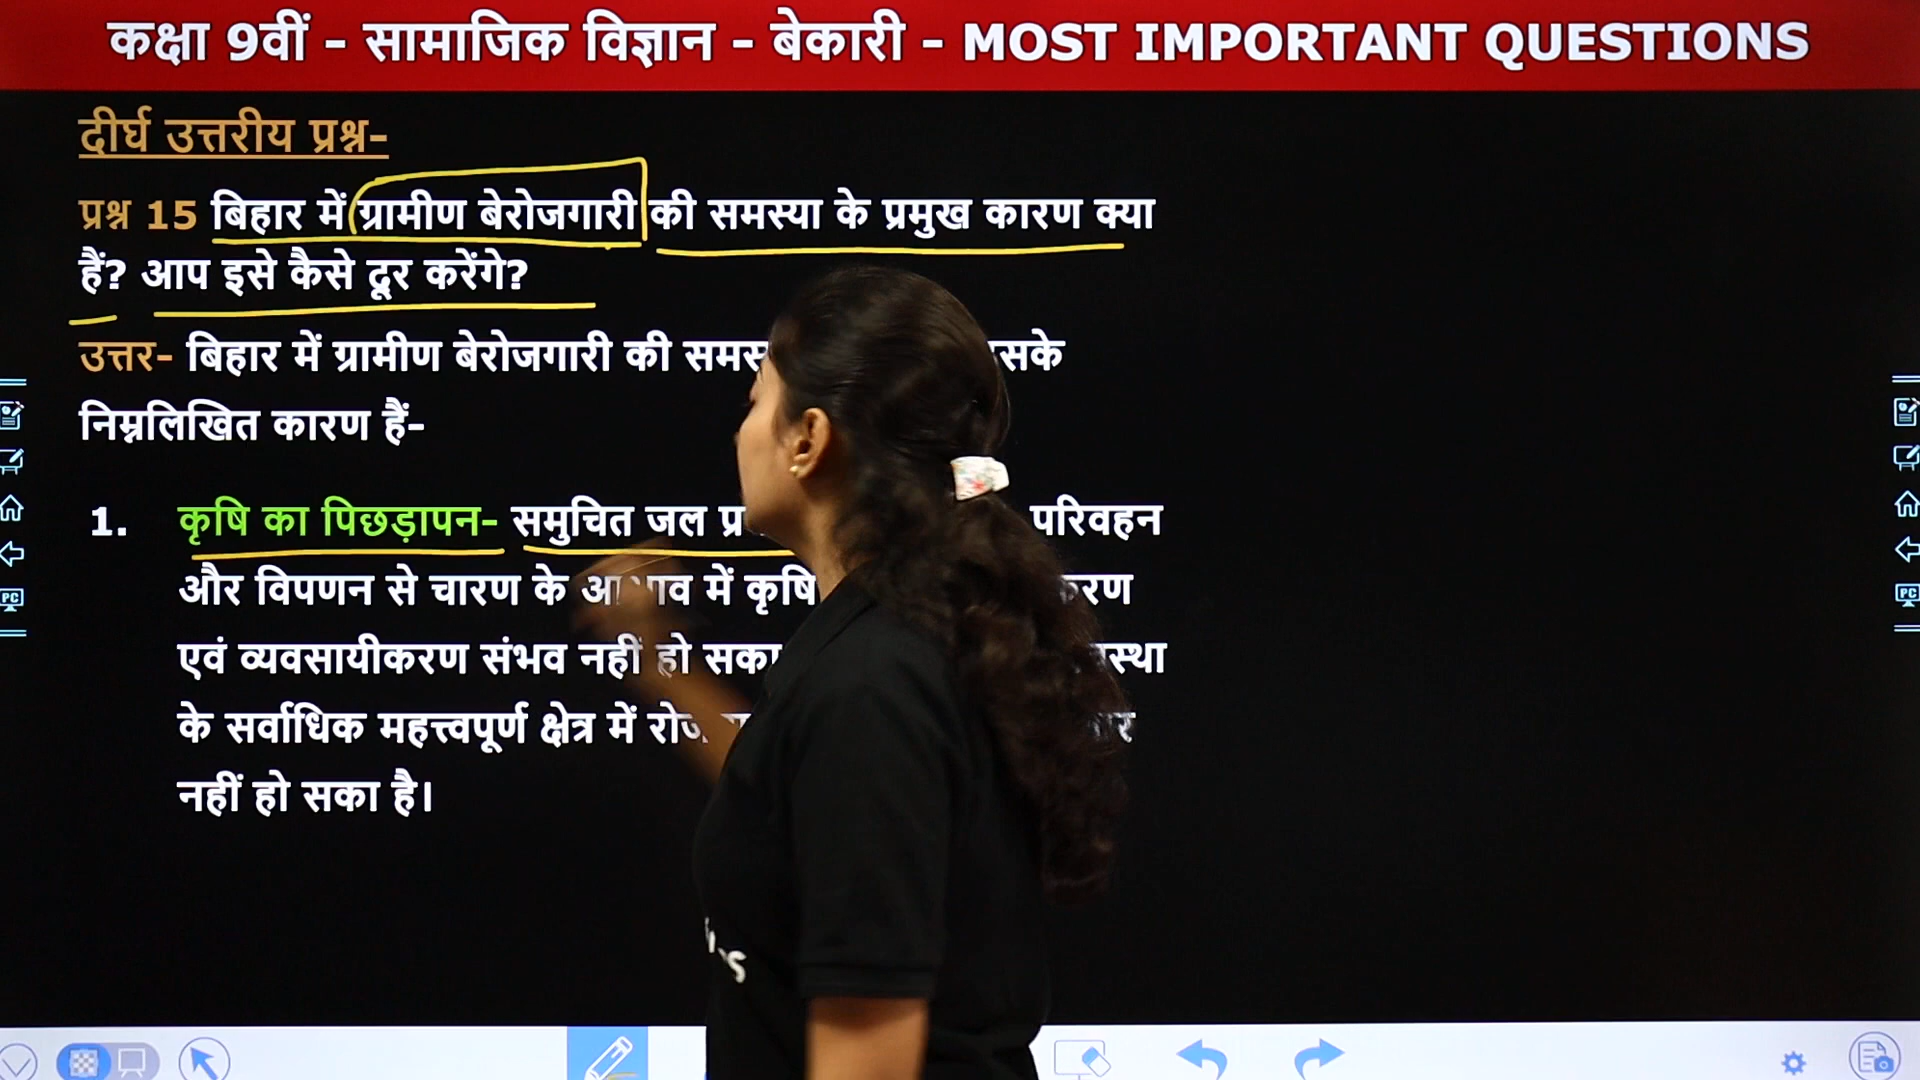 कक्षा 9वीं - सामाजिक विज्ञान - बेकारी - MOST IMPORTANT QUESTIONS
दीर्घ उत्तरीय प्रश्न-
प्रश्न 15 बिहार में ग्रामीण बेरोजगारी की समस्या के प्रमुख कारण क्या
हैं? आप इसे कैसे दूर करेंगे?
उत्तर- बिहार में ग्रामीण बेरोजगारी की
निम्नलिखित कारण हैं-
1. कृषि का पिछड़ापन- समुचित जल परिवहन
और विपणन से चारण के में कृषि
एवं व्यवसायीकरण संभव नहीं हो सका
के सर्वाधिक महत्त्वपूर्ण क्षेत्र में
नहीं हो सका है।
PC
PC